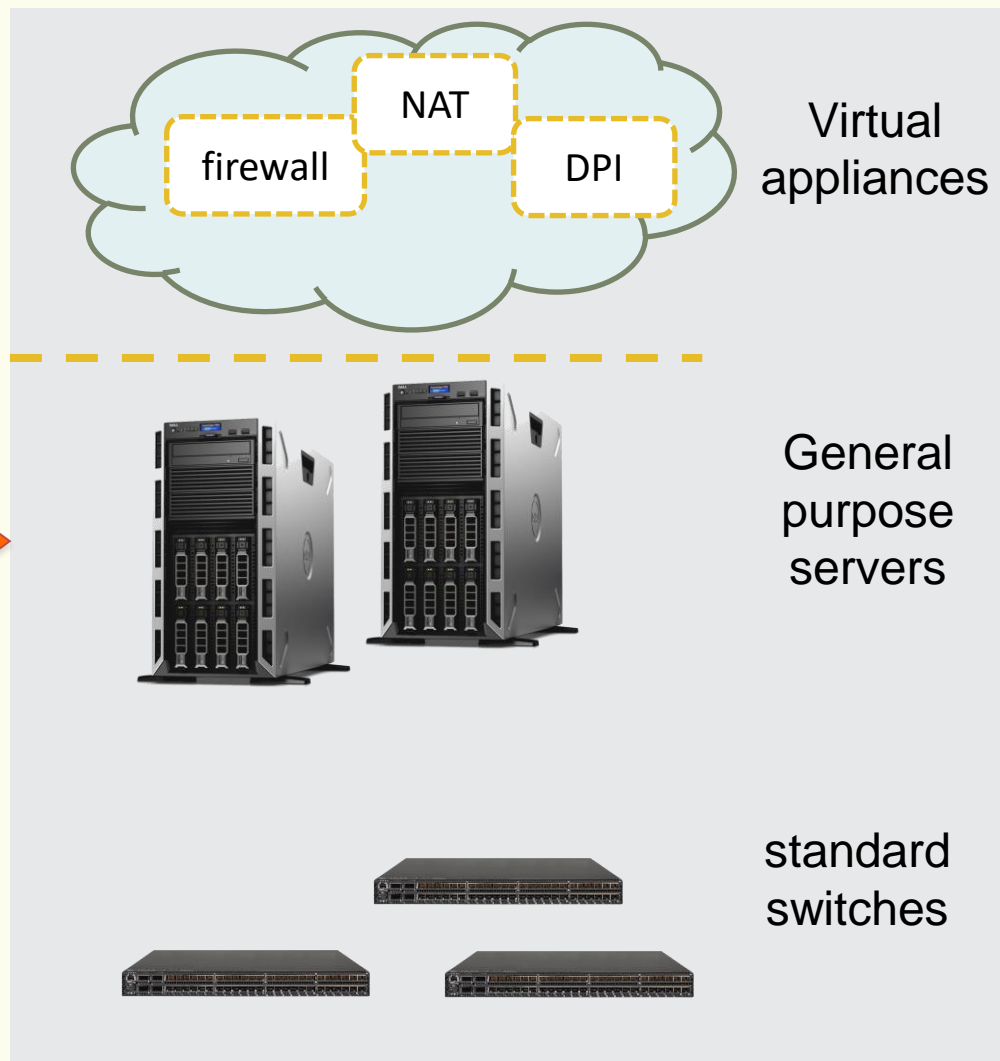 NAT
firewall
DPI
Virtual
appliances
General
purpose
servers
standard
switches